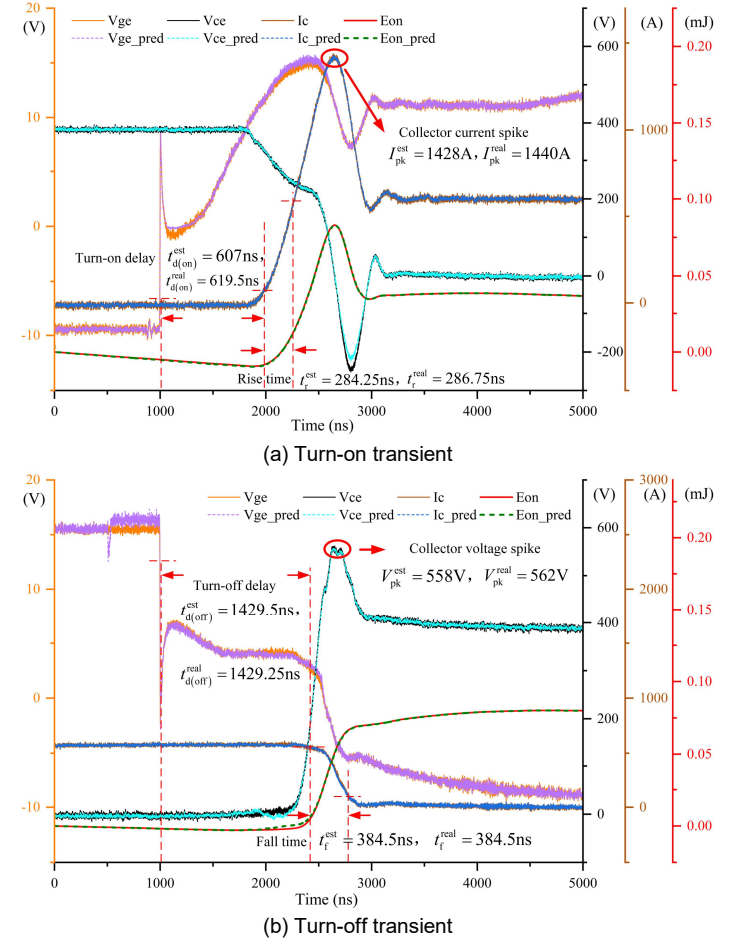 (V) 20 15 10 5 0 -5 -10
Vge Vce Ic Eon
Vge_pred Vce_pred Ic_pred Eon_pred
(V) (A) (mJ)
600 400 200 0 -200
1000 0
0.20 0.15 0.10 0.05 0.00
Collector current spike
I_pk^est = 1428A, I_pk^real = 1440A
Turn-on delay
t_d(on)^est = 607ns,
t_d(on)^real = 619.5ns
Rise time t_r^est = 284.25ns, t_r^real = 286.75ns
0 1000 2000 3000 4000 5000
Time (ns)
(a) Turn-on transient
20 (V) 15 10 5 0 -5 -10
Vge Vce Ic Eon
Vge_pred Vce_pred Ic_pred Eon_pred
(V) (A) (mJ)
600 400 200 0
3000 2000 1000 0
0.20 0.15 0.10 0.05 0.00
Collector voltage spike
V_pk^est = 558V, V_pk^real = 562V
Turn-off delay
t_d(off)^est = 1429.5ns,
t_d(off)^real = 1429.25ns
Fall time t_f^est = 384.5ns, t_f^real = 384.5ns
0 1000 2000 3000 4000 5000
Time (ns)
(b) Turn-off transient